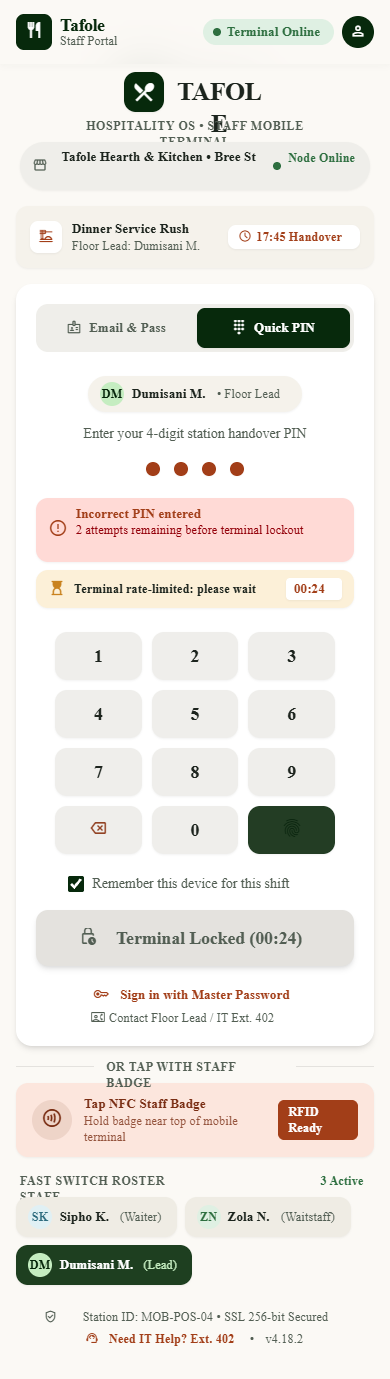 Tafole
Staff Portal
Terminal Online
TAFOL
E
HOSPITALITY OS • STAFF MOBILE
TERMINAL
Tafole Hearth & Kitchen • Bree St
Node Online
Dinner Service Rush
Floor Lead: Dumisani M.
17:45 Handover
Email & Pass
Quick PIN
DM Dumisani M. • Floor Lead
Enter your 4-digit station handover PIN
Incorrect PIN entered
2 attempts remaining before terminal lockout
Terminal rate-limited: please wait 00:24
1 2 3
4 5 6
7 8 9
0
Remember this device for this shift
Terminal Locked (00:24)
Sign in with Master Password
Contact Floor Lead / IT Ext. 402
OR TAP WITH STAFF
BADGE
Tap NFC Staff Badge
Hold badge near top of mobile
terminal
RFID
Ready
FAST SWITCH ROSTER
STAFF
3 Active
SK Sipho K. (Waiter)
ZN Zola N. (Waitstaff)
DM Dumisani M. (Lead)
Station ID: MOB-POS-04 • SSL 256-bit Secured
Need IT Help? Ext. 402 • v4.18.2